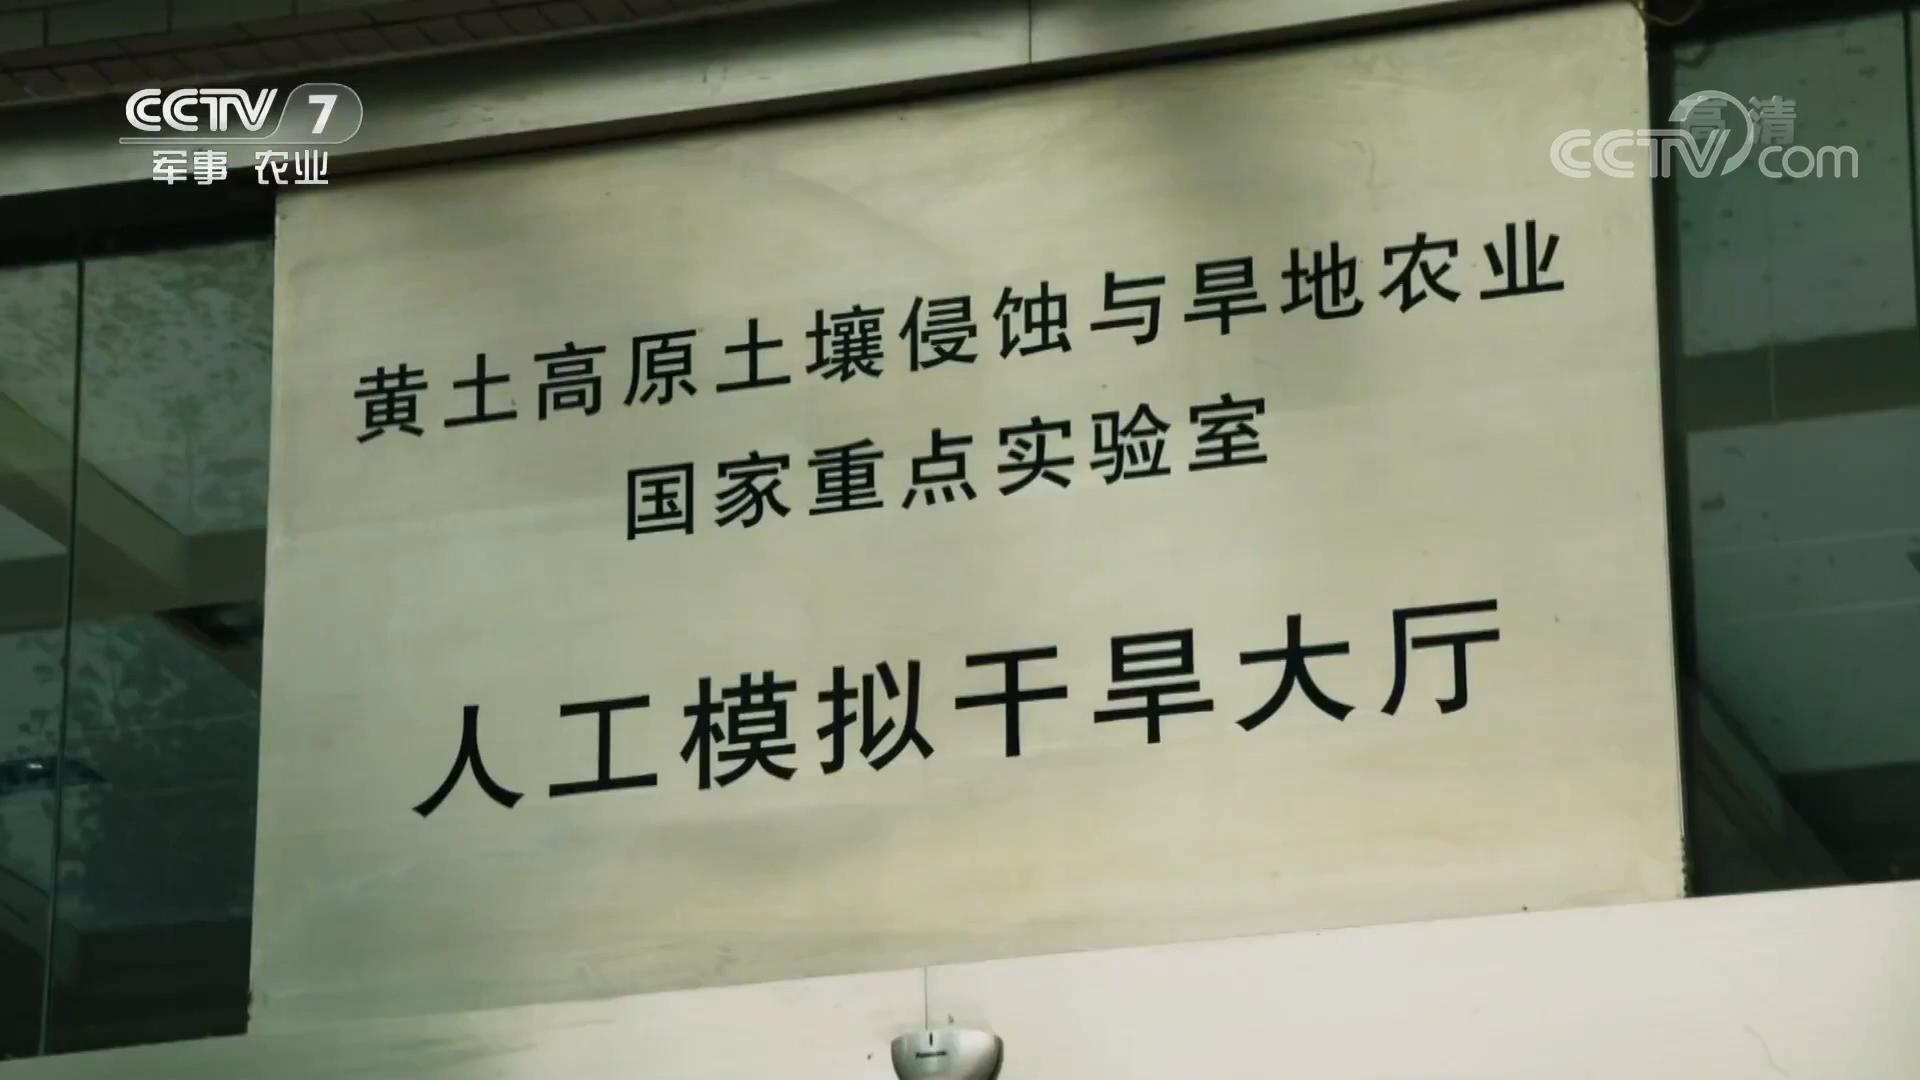 CCTV 7
军事 农业
高清
CCTV.com
黄土高原土壤侵蚀与旱地农业
国家重点实验室
人工模拟干旱大厅
Panasonic